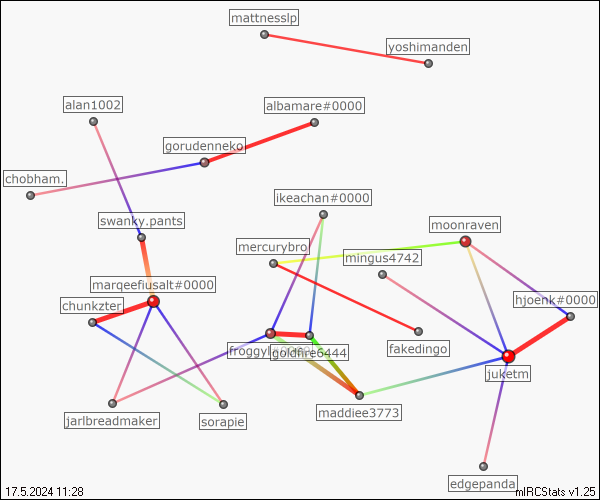 mattnesslp
yoshimanden
alan1002
albamare#0000
gorudenneko
chobham.
ikeachan#0000
swanky.pants
moonraven
mercurybro
mingus4742
marqeefiusalt#0000
hjoenk#0000
chunkzter
fakedingo
goldfire6444
juketm
maddiee3773
jarlbreadmaker
sorapie
edgepanda
17.5.2024 11:28
mIRCStats v1.25